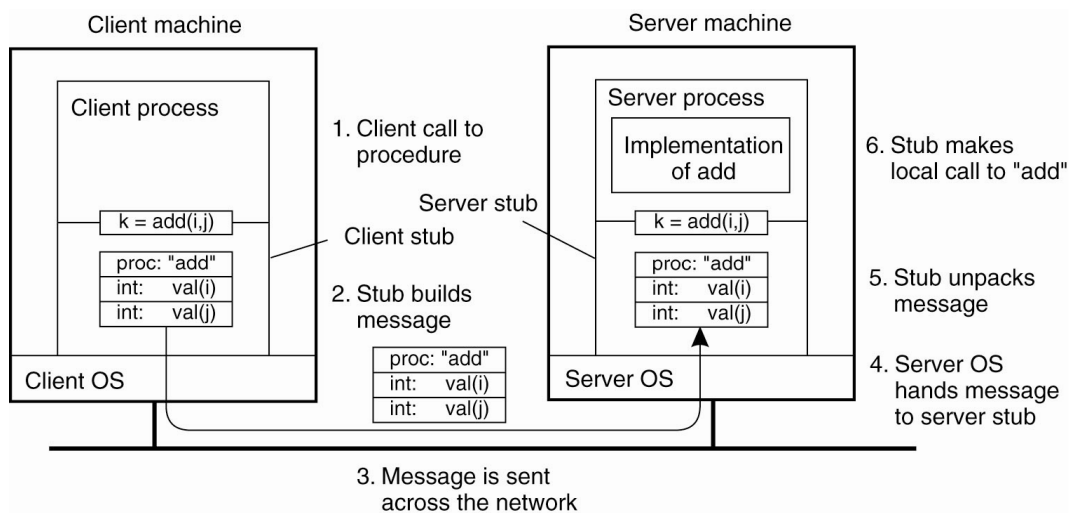 Client machine
Server machine
Client process
Server process
1. Client call to
procedure
Implementation
of add
6. Stub makes
local call to "add"
Server stub
k = add(i,j)
k = add(i,j)
Client stub
proc: "add"
int: val(i)
int: val(j)
proc: "add"
int: val(i)
int: val(j)
2. Stub builds
message
5. Stub unpacks
message
proc: "add"
int: val(i)
int: val(j)
Client OS
Server OS
4. Server OS
hands message
to server stub
3. Message is sent
across the network